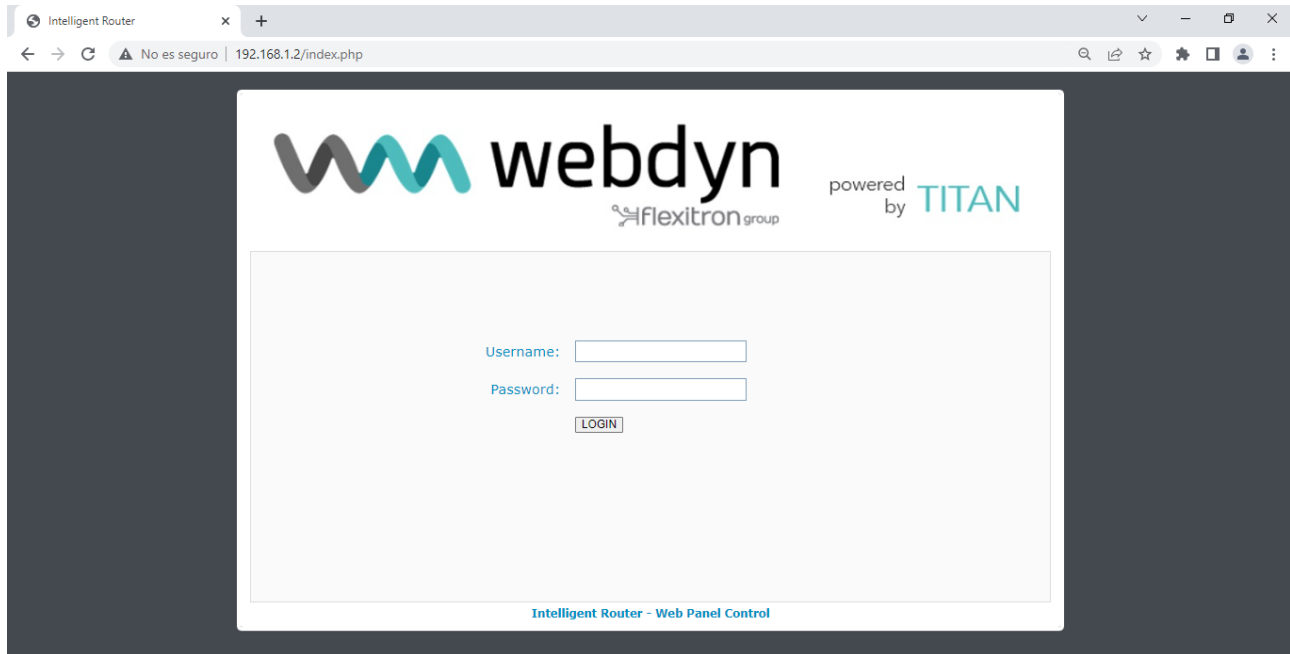 Intelligent Router
No es seguro | 192.168.1.2/index.php
webdyn
flexitron group
powered by TITAN
Username:
Password:
LOGIN
Intelligent Router - Web Panel Control